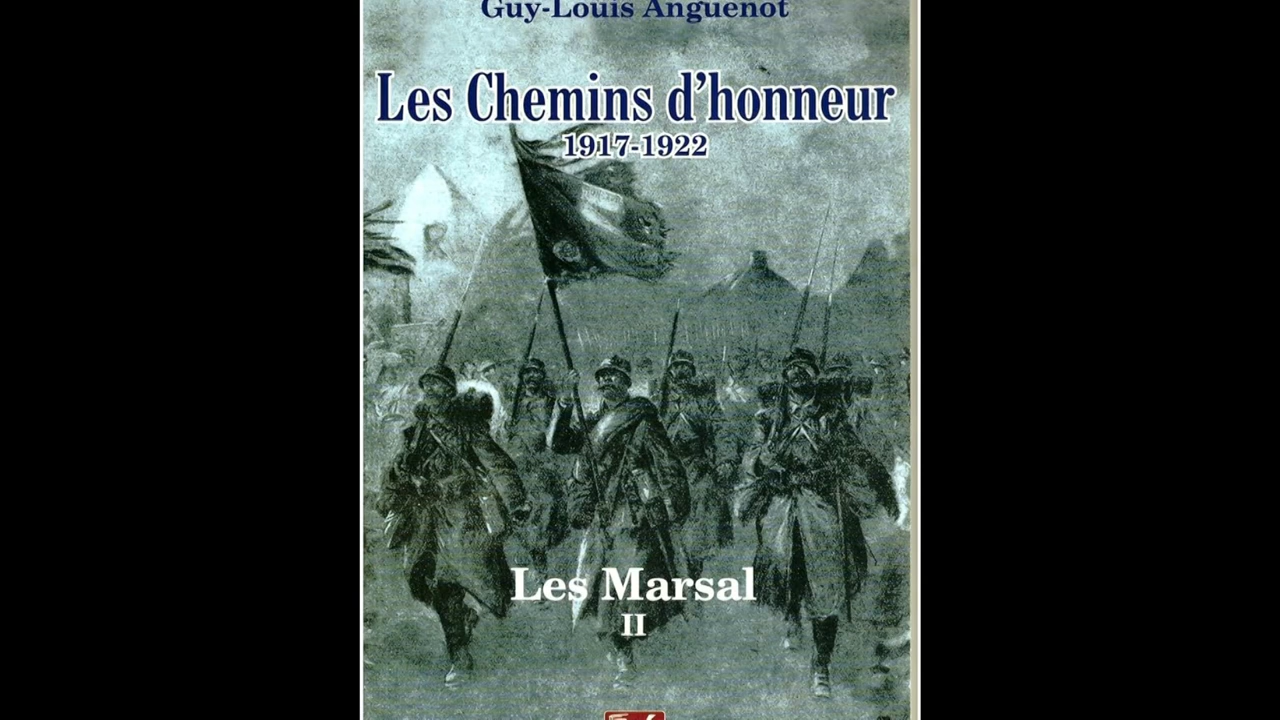 Guy-Louis Anguenot
Les Chemins d'honneur
1917-1922
Les Marsal
II